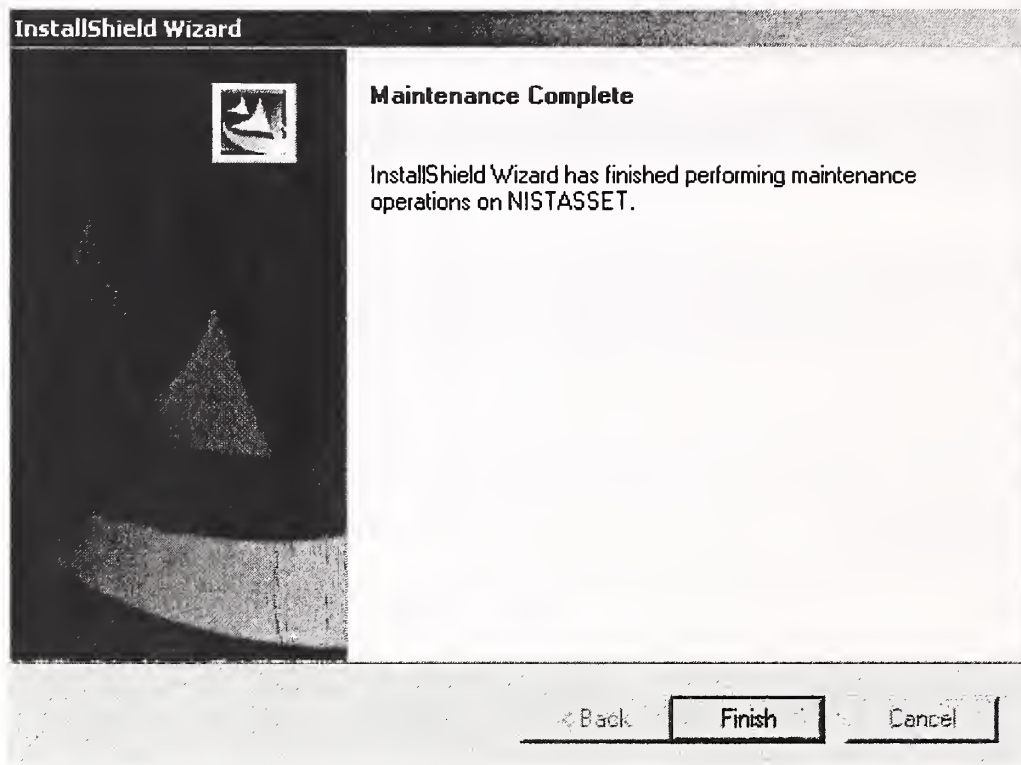 InstallShield Wizard
Maintenance Complete
InstallShield Wizard has finished performing maintenance
operations on NISTASSET.
< Back
Finish
Cancel